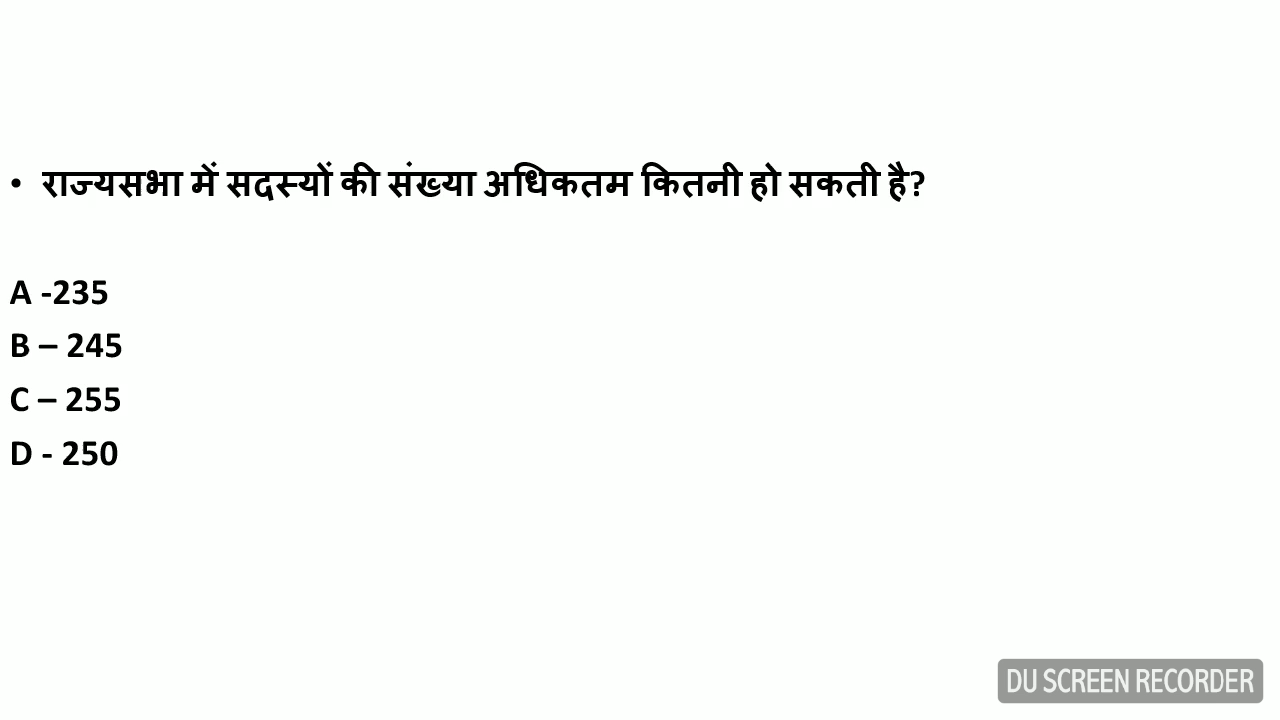 • राज्यसभा में सदस्यों की संख्या अधिकतम कितनी हो सकती है?
A -235
B – 245
C – 255
D - 250
DU SCREEN RECORDER